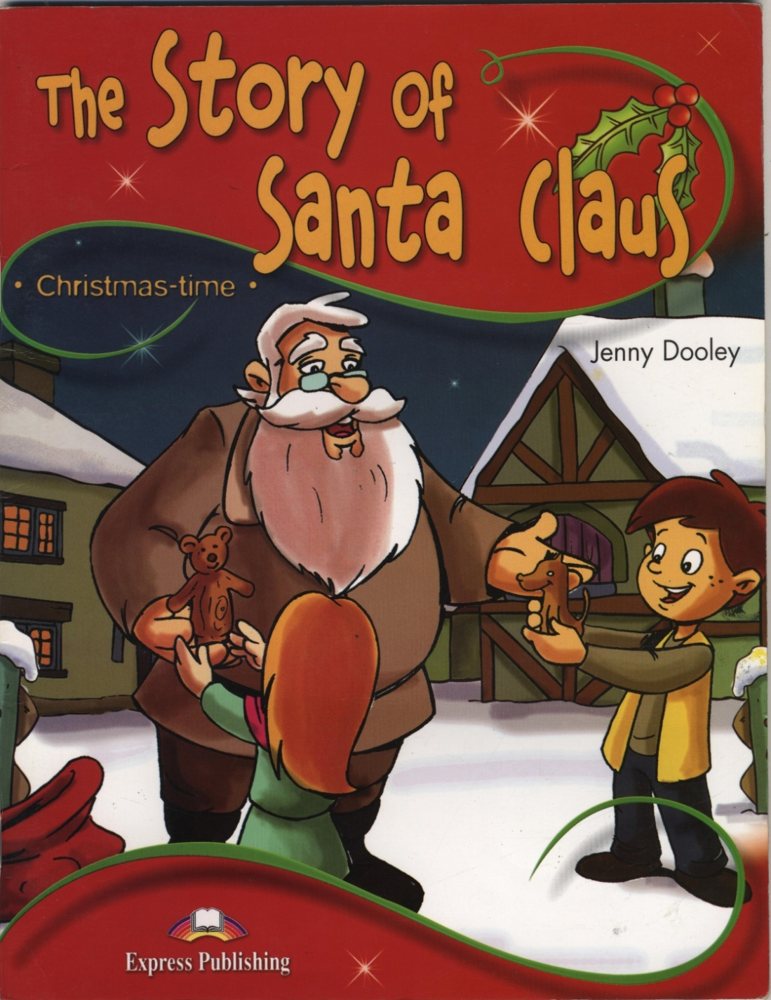 The Story of
Santa Claus
• Christmas-time •
Jenny Dooley
Express Publishing